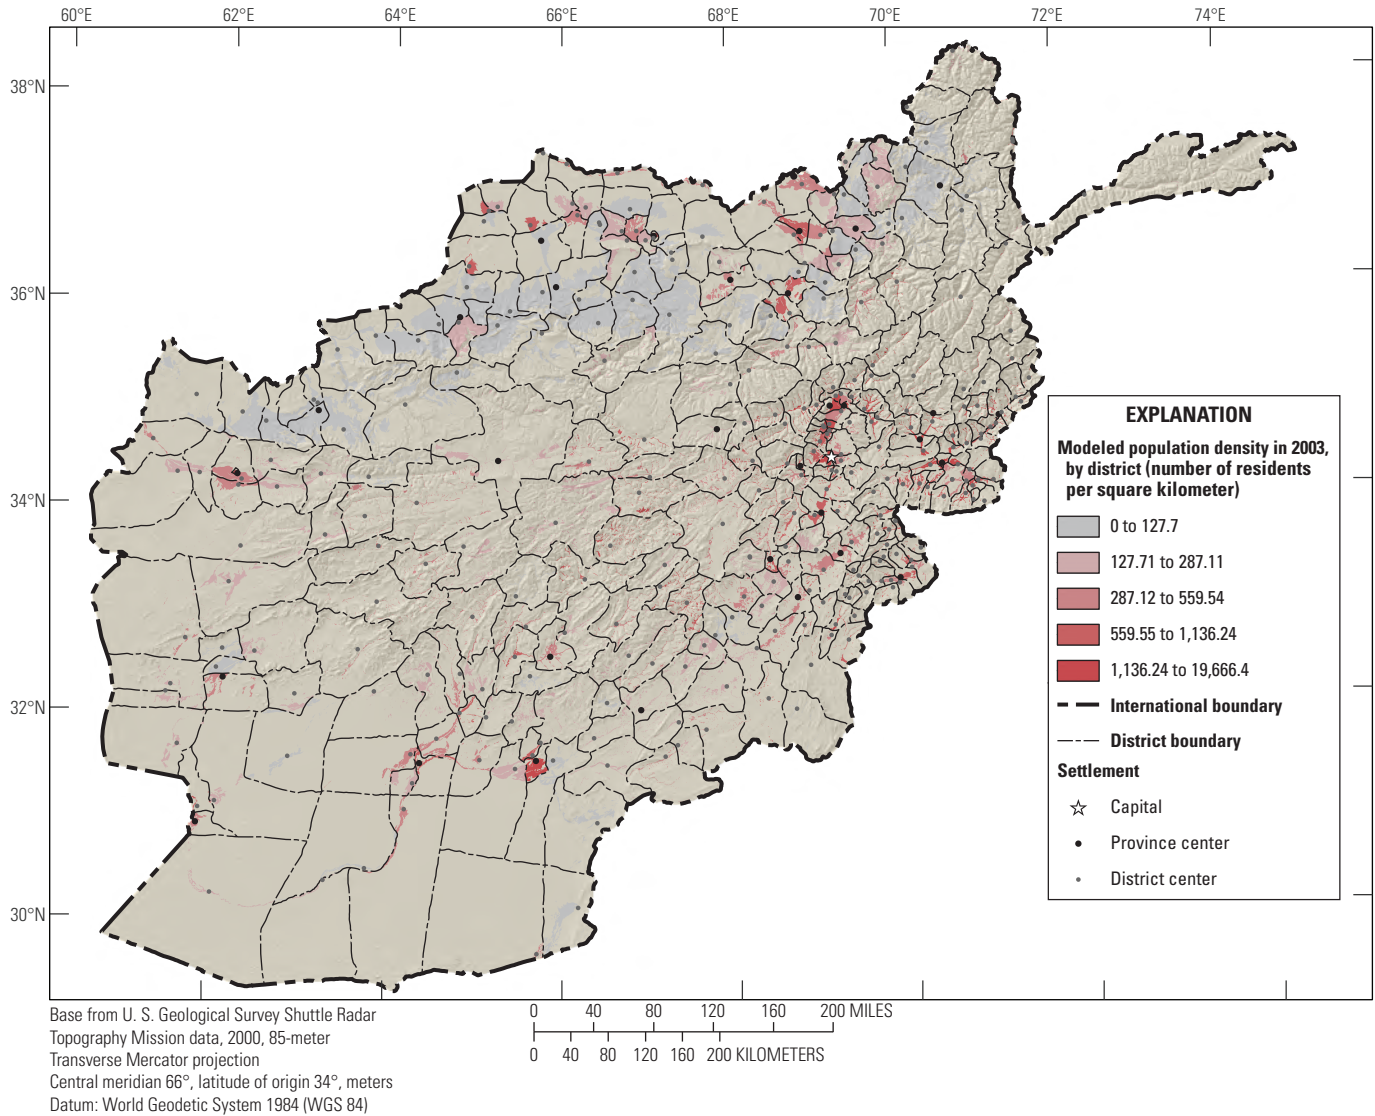 60°E
62°E
64°E
66°E
68°E
70°E
72°E
74°E
38°N
36°N
34°N
32°N
30°N
EXPLANATION
Modeled population density in 2003,
by district (number of residents
per square kilometer)
0 to 127.7
127.71 to 287.11
287.12 to 559.54
559.55 to 1,136.24
1,136.24 to 19,666.4
International boundary
District boundary
Settlement
Capital
Province center
District center
Base from U. S. Geological Survey Shuttle Radar
Topography Mission data, 2000, 85-meter
Transverse Mercator projection
Central meridian 66°, latitude of origin 34°, meters
Datum: World Geodetic System 1984 (WGS 84)
0 40 80 120 160 200 MILES
0 40 80 120 160 200 KILOMETERS